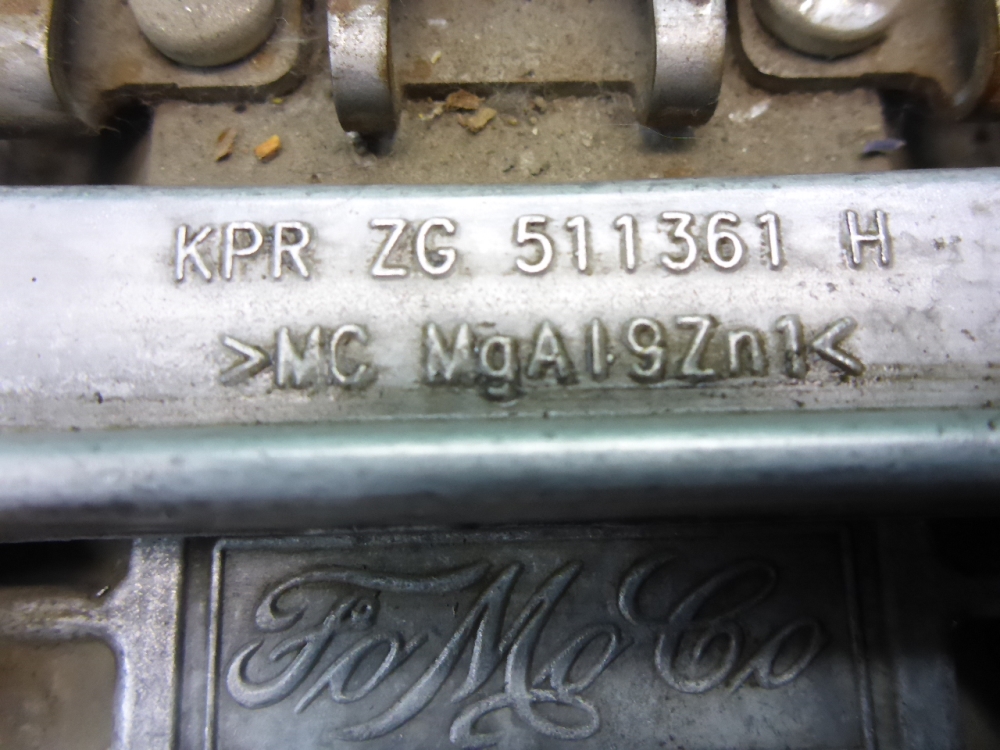 KPR ZG 511361 H
>MC MgAl9Zn1<
FoMoCo